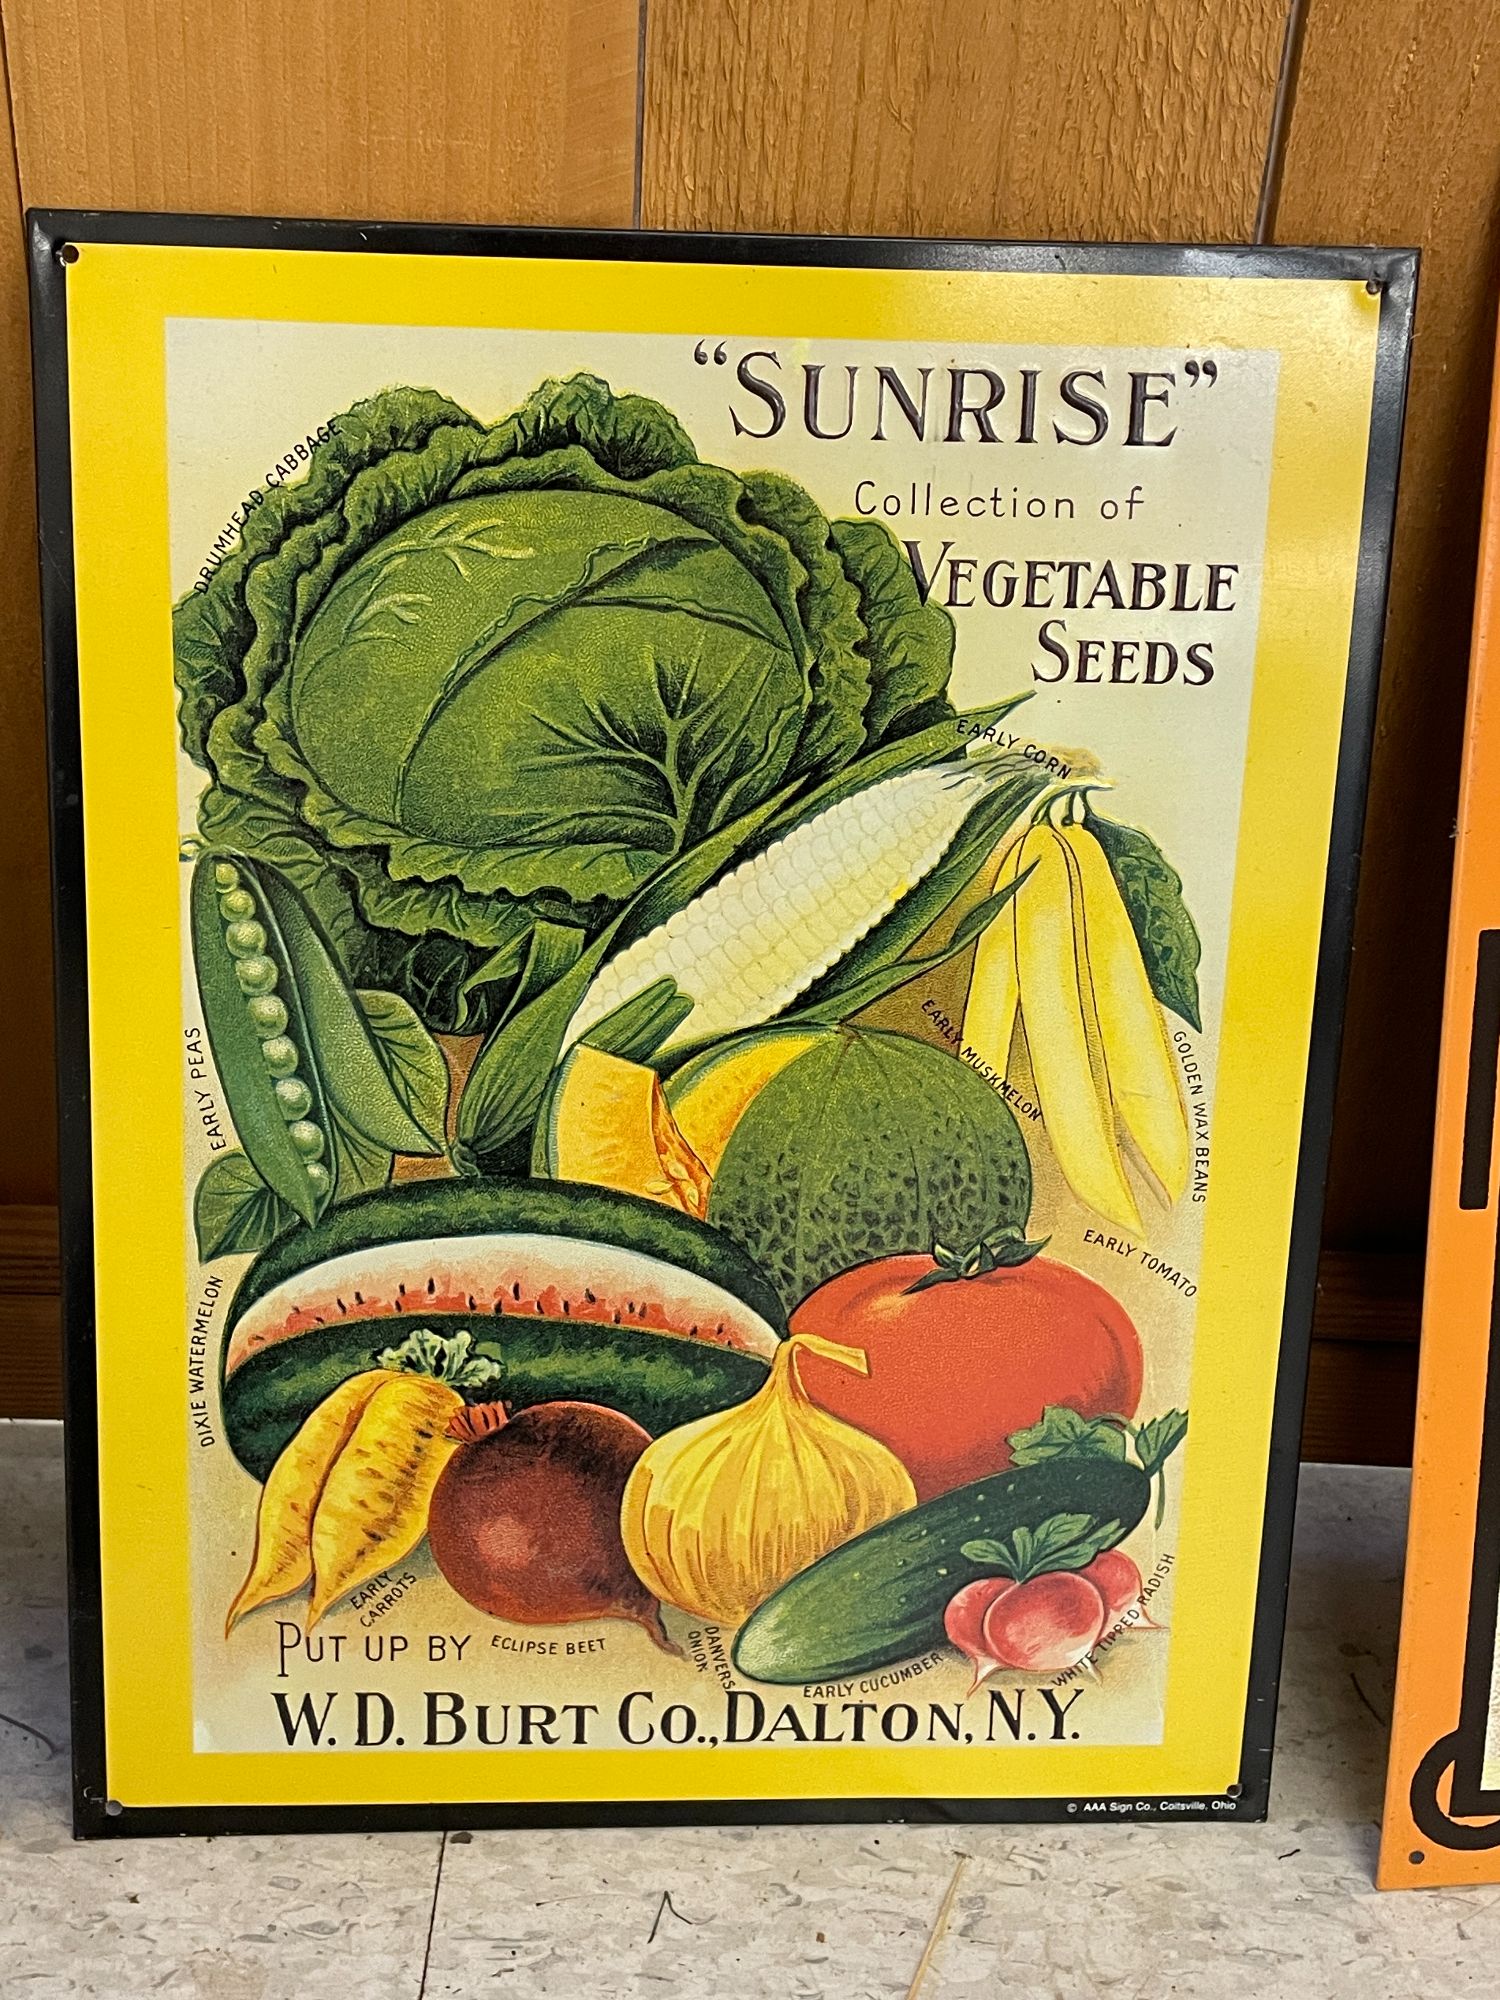 “SUNRISE”
Collection of
VEGETABLE
SEEDS
DRUMHEAD CABBAGE
EARLY CORN
EARLY PEAS
EARLY MUSKMELON
GOLDEN WAX BEANS
EARLY TOMATO
DIXIE WATERMELON
EARLY
CARROTS
ECLIPSE BEET
DANVERS
ONION
EARLY CUCUMBER
WHITE TIPPED RADISH
PUT UP BY
W. D. BURT CO., DALTON, N.Y.
© AAA Sign Co., Coitsville, Ohio